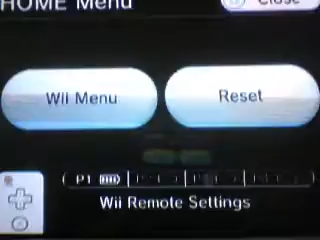 HOME Menu
Close
Wii Menu
Reset
P1
Wii Remote Settings